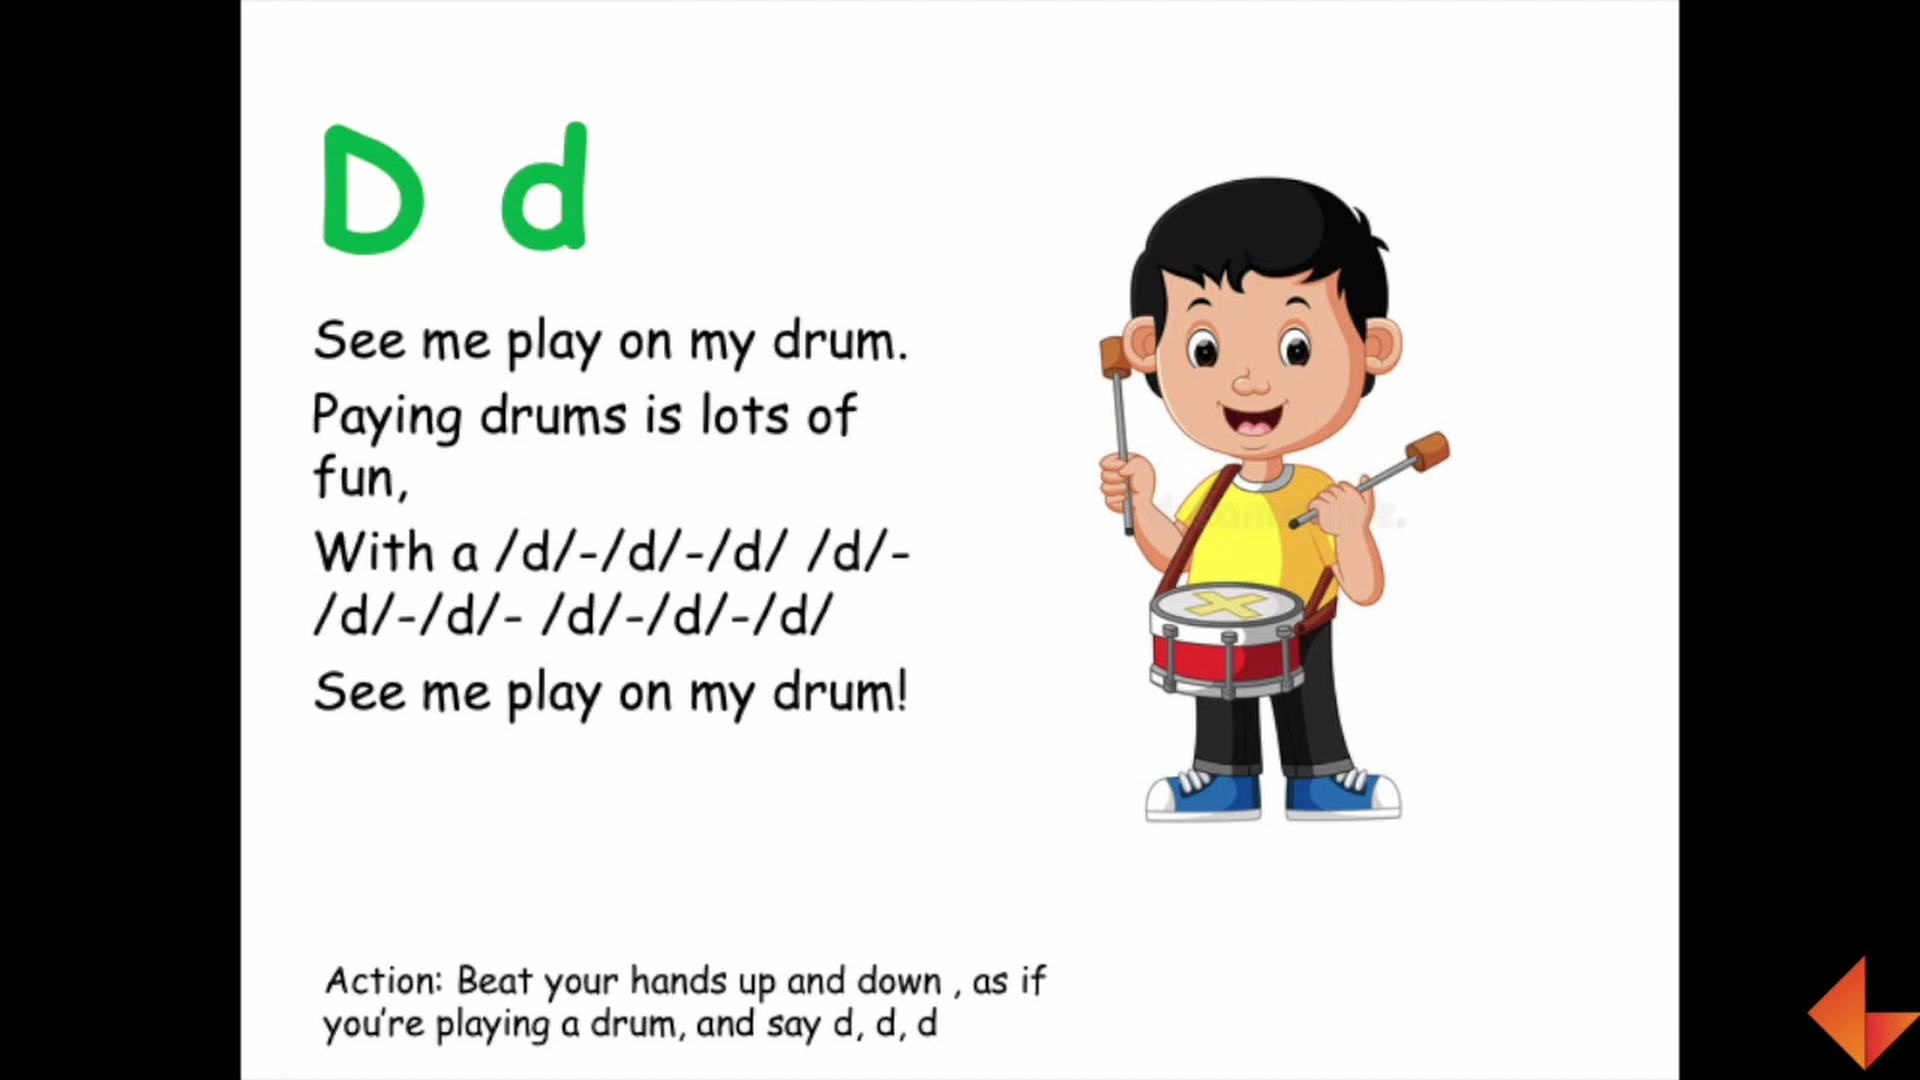 D d
See me play on my drum.
Paying drums is lots of
fun,
With a /d/-/d/-/d/ /d/-
/d/-/d/- /d/-/d/-/d/
See me play on my drum!
Action: Beat your hands up and down , as if
you're playing a drum, and say d, d, d